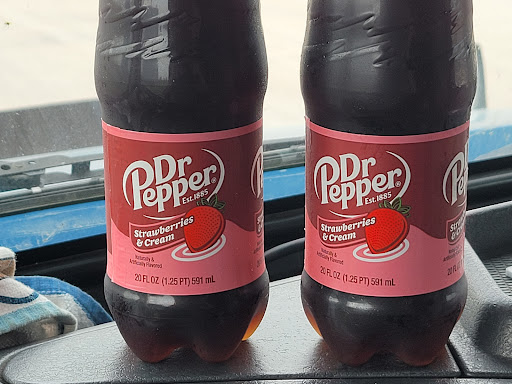 Dr
Pepper®
Est.1885
Strawberries
& Cream
Naturally &
Artificially Flavored
20 FL OZ (1.25 PT) 591 mL
Dr
Pepper®
Est.1885
Strawberries
& Cream
Naturally &
Artificially Flavored
20 FL OZ (1.25 PT) 591 mL